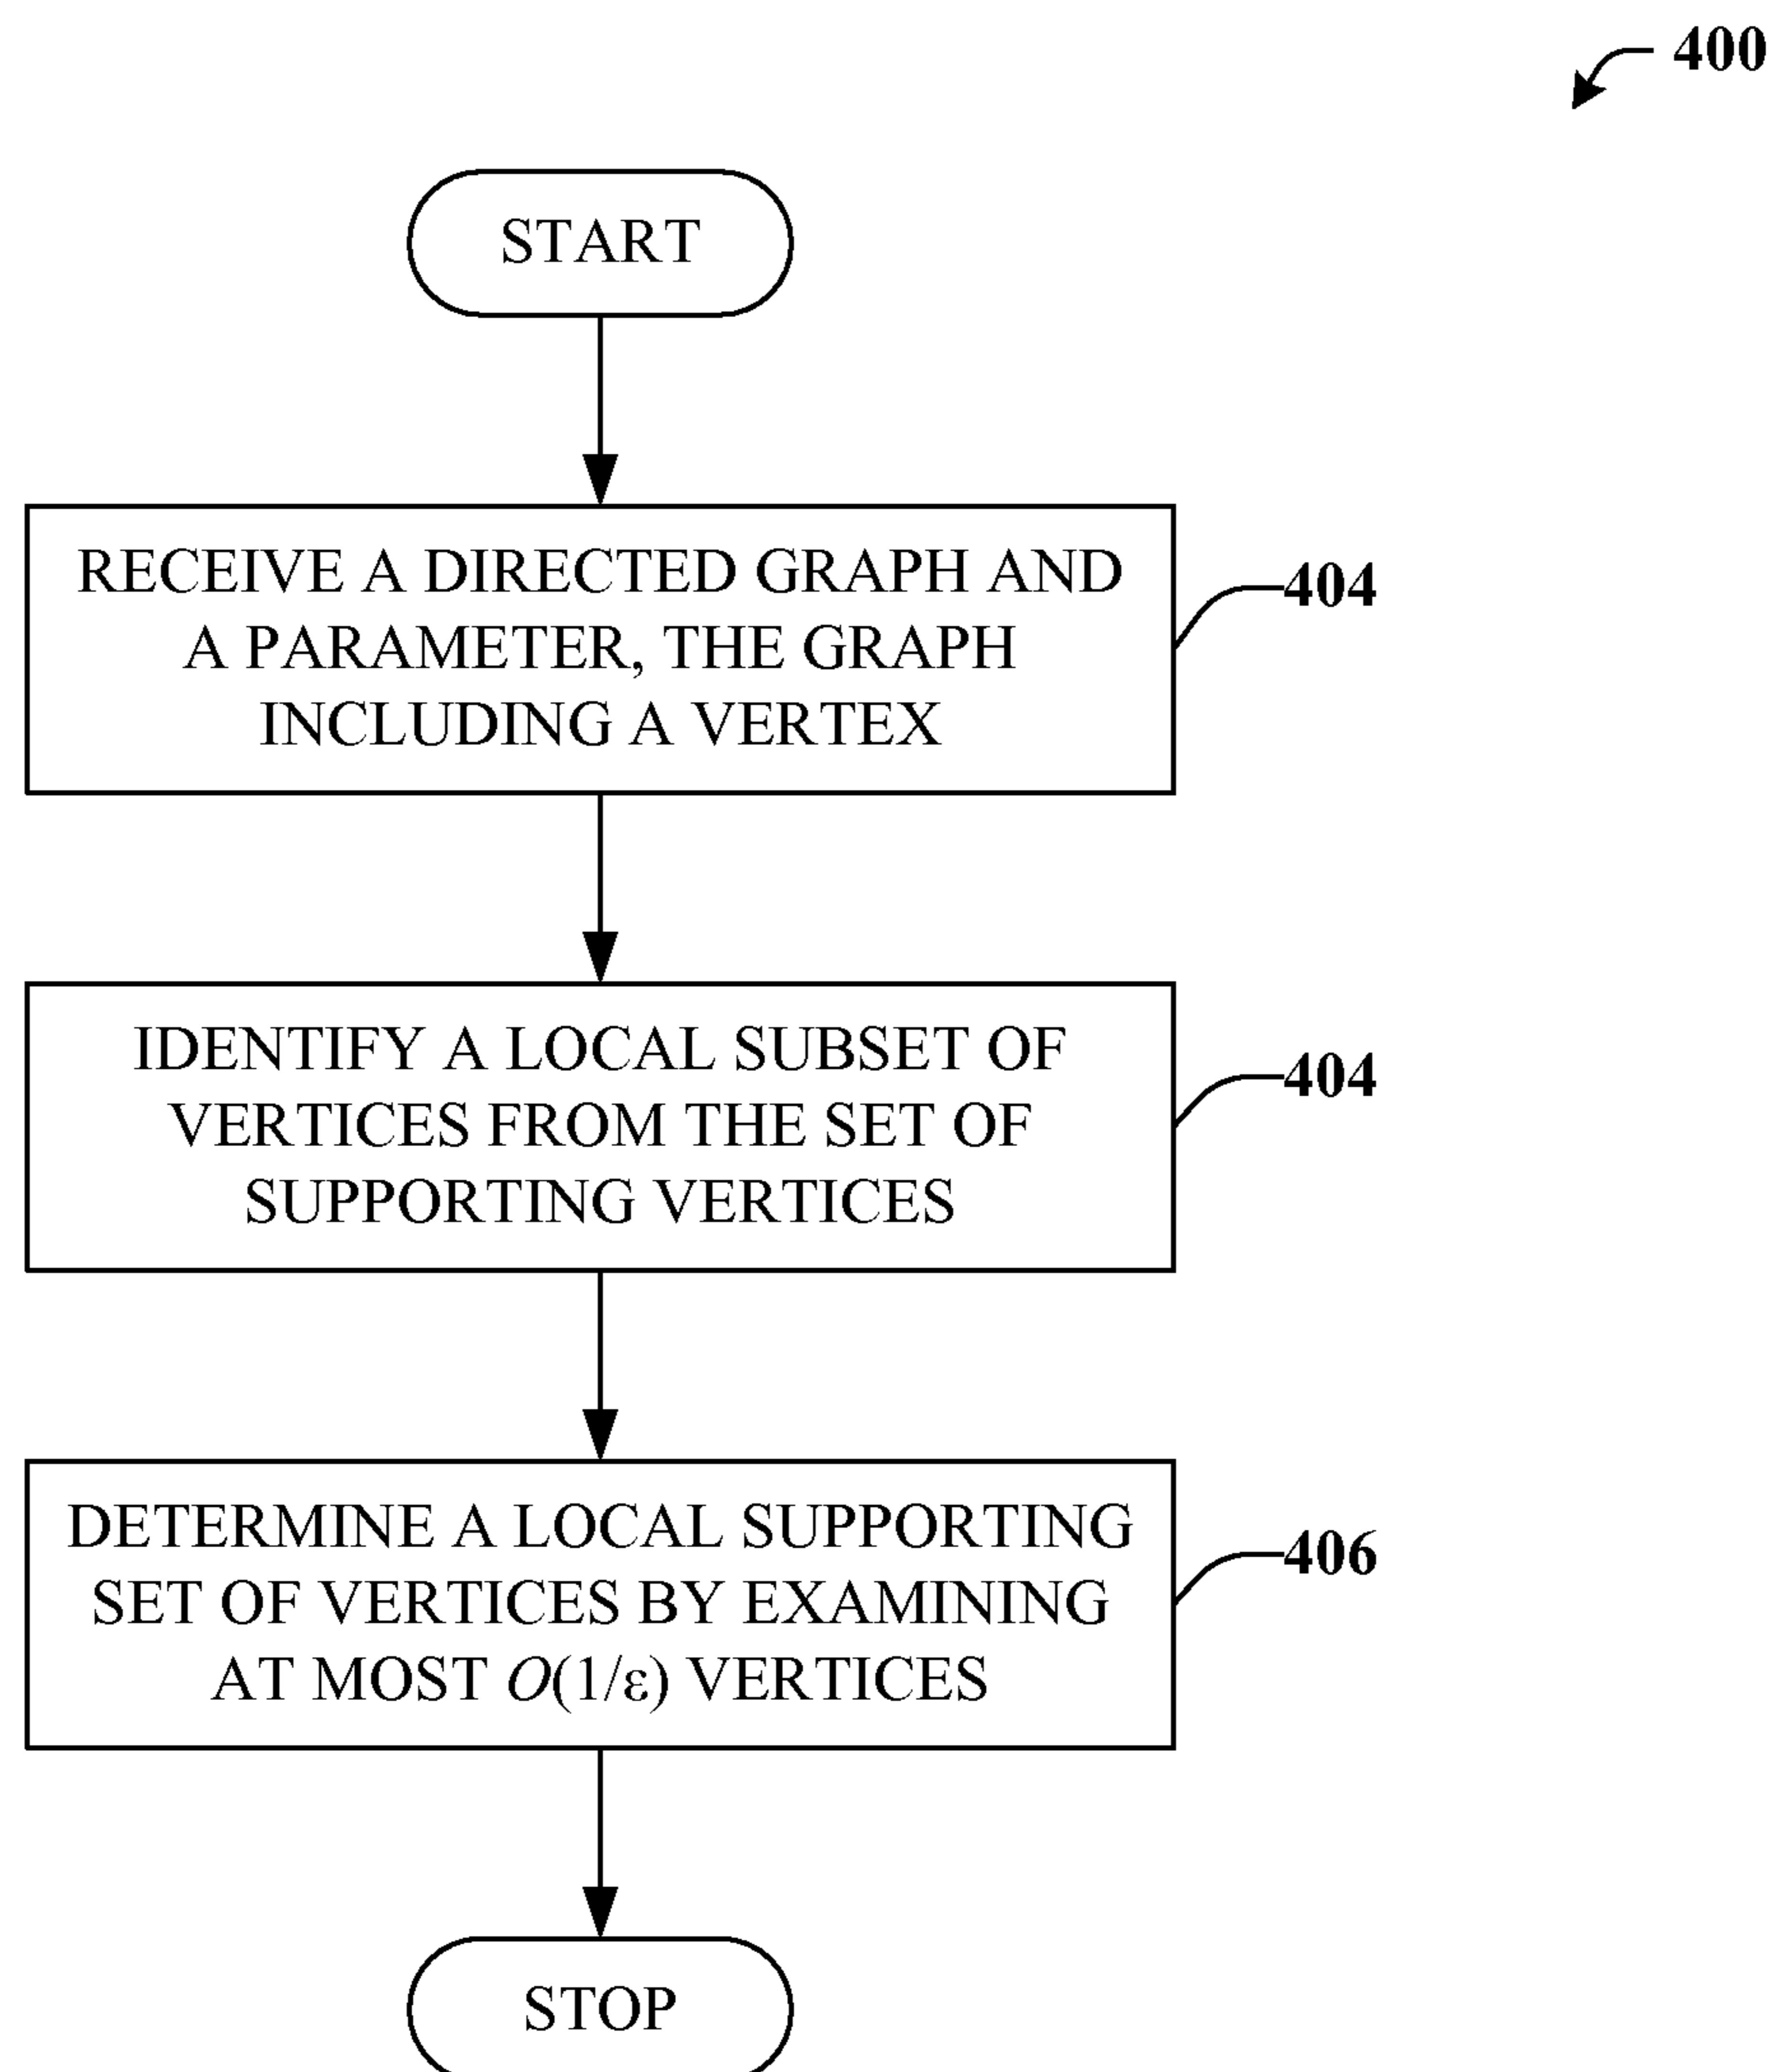 400
START
RECEIVE A DIRECTED GRAPH AND
A PARAMETER, THE GRAPH
INCLUDING A VERTEX
404
IDENTIFY A LOCAL SUBSET OF
VERTICES FROM THE SET OF
SUPPORTING VERTICES
404
DETERMINE A LOCAL SUPPORTING
SET OF VERTICES BY EXAMINING
AT MOST O(1/ε) VERTICES
406
STOP